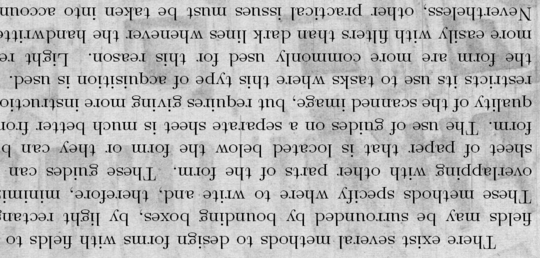 There exist several methods to design forms with fields to
fields may be surrounded by bounding boxes, by light rectang
These methods specify where to write and, therefore, minimi
overlapping with other parts of the form. These guides can
sheet of paper that is located below the form or they can b
form. The use of guides on a separate sheet is much better from
quality of the scanned image, but requires giving more instructio
restricts its use to tasks where this type of acquisition is used.
the form are more commonly used for this reason. Light re
more easily with filters than dark lines whenever the handwritte
Nevertheless, other practical issues must be taken into accoun